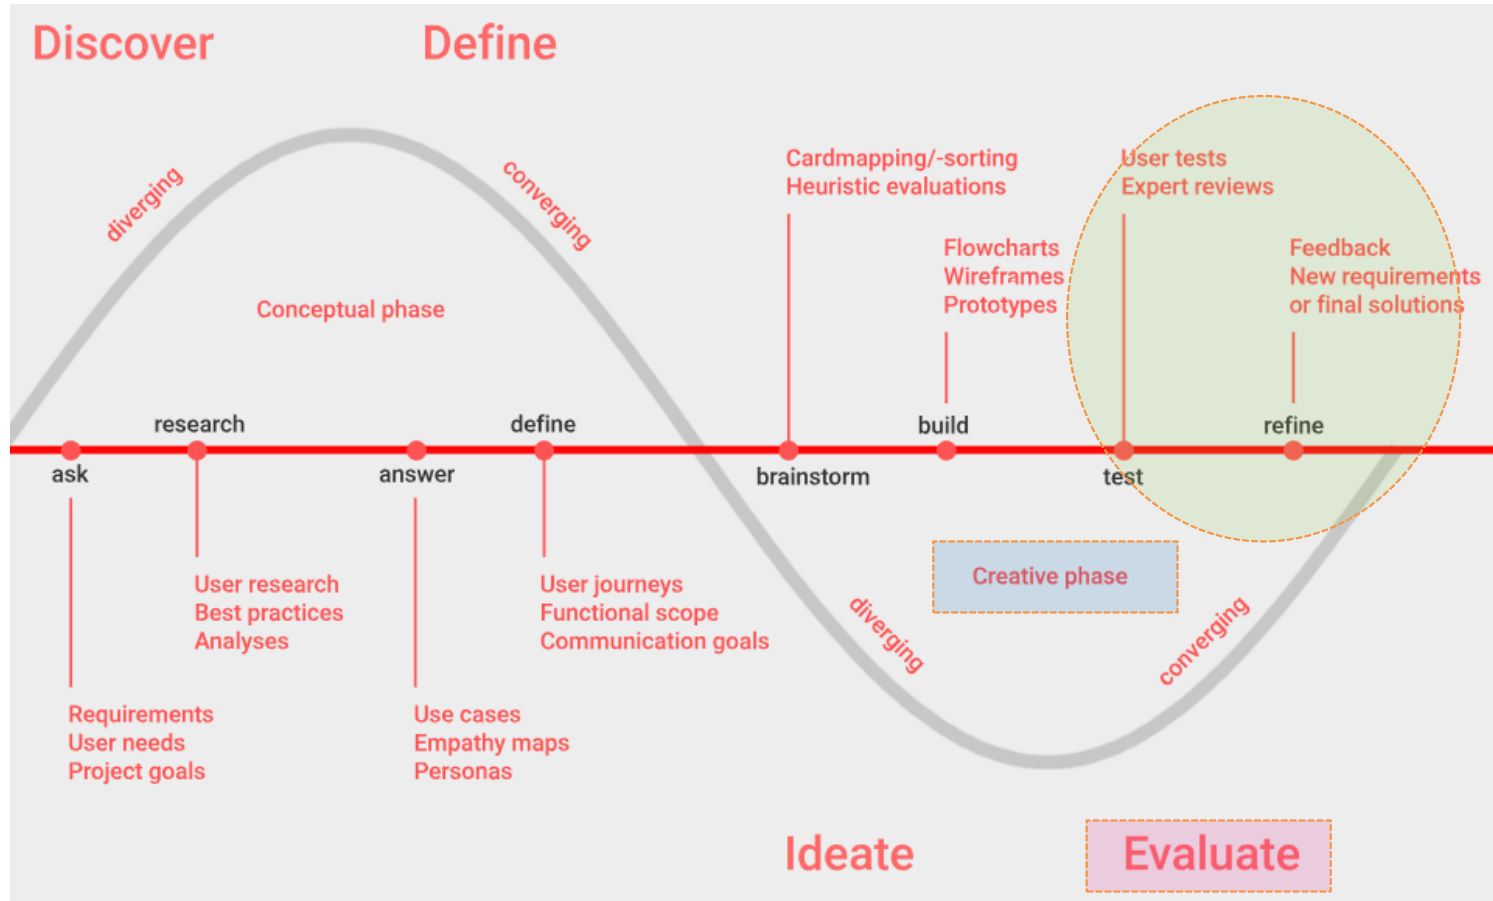 Discover
Define
diverging
converging
Conceptual phase
Cardmapping/-sorting
Heuristic evaluations
User tests
Expert reviews
Flowcharts
Wireframes
Prototypes
Feedback
New requirements
or final solutions
ask
research
answer
define
brainstorm
build
test
refine
Requirements
User needs
Project goals
User research
Best practices
Analyses
Use cases
Empathy maps
Personas
User journeys
Functional scope
Communication goals
Creative phase
diverging
converging
Ideate
Evaluate